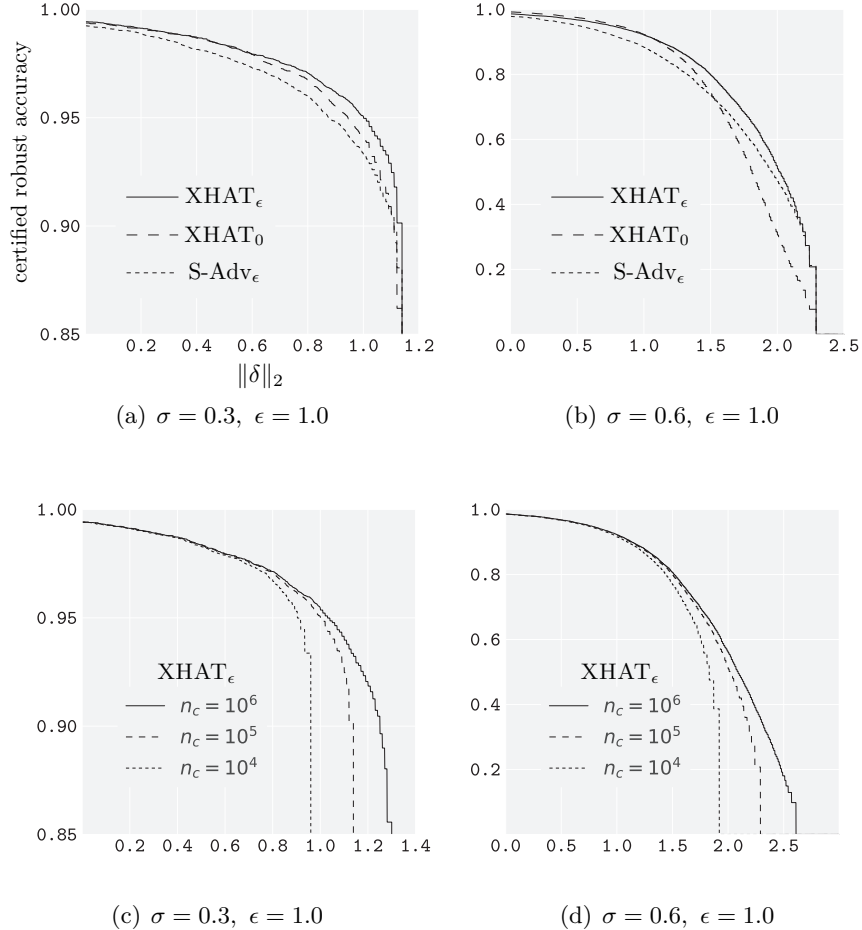 1.00
0.95
0.90
0.85
certified robust accuracy
XHATϵ
XHAT0
S-Advϵ
0.2 0.4 0.6 0.8 1.0 1.2
‖δ‖2
(a) σ = 0.3, ϵ = 1.0
1.0
0.8
0.6
0.4
0.2
XHATϵ
XHAT0
S-Advϵ
0.0 0.5 1.0 1.5 2.0 2.5
(b) σ = 0.6, ϵ = 1.0
1.00
0.95
0.90
0.85
XHATϵ
nc = 10^6
nc = 10^5
nc = 10^4
0.2 0.4 0.6 0.8 1.0 1.2 1.4
(c) σ = 0.3, ϵ = 1.0
1.0
0.8
0.6
0.4
0.2
XHATϵ
nc = 10^6
nc = 10^5
nc = 10^4
0.0 0.5 1.0 1.5 2.0 2.5
(d) σ = 0.6, ϵ = 1.0